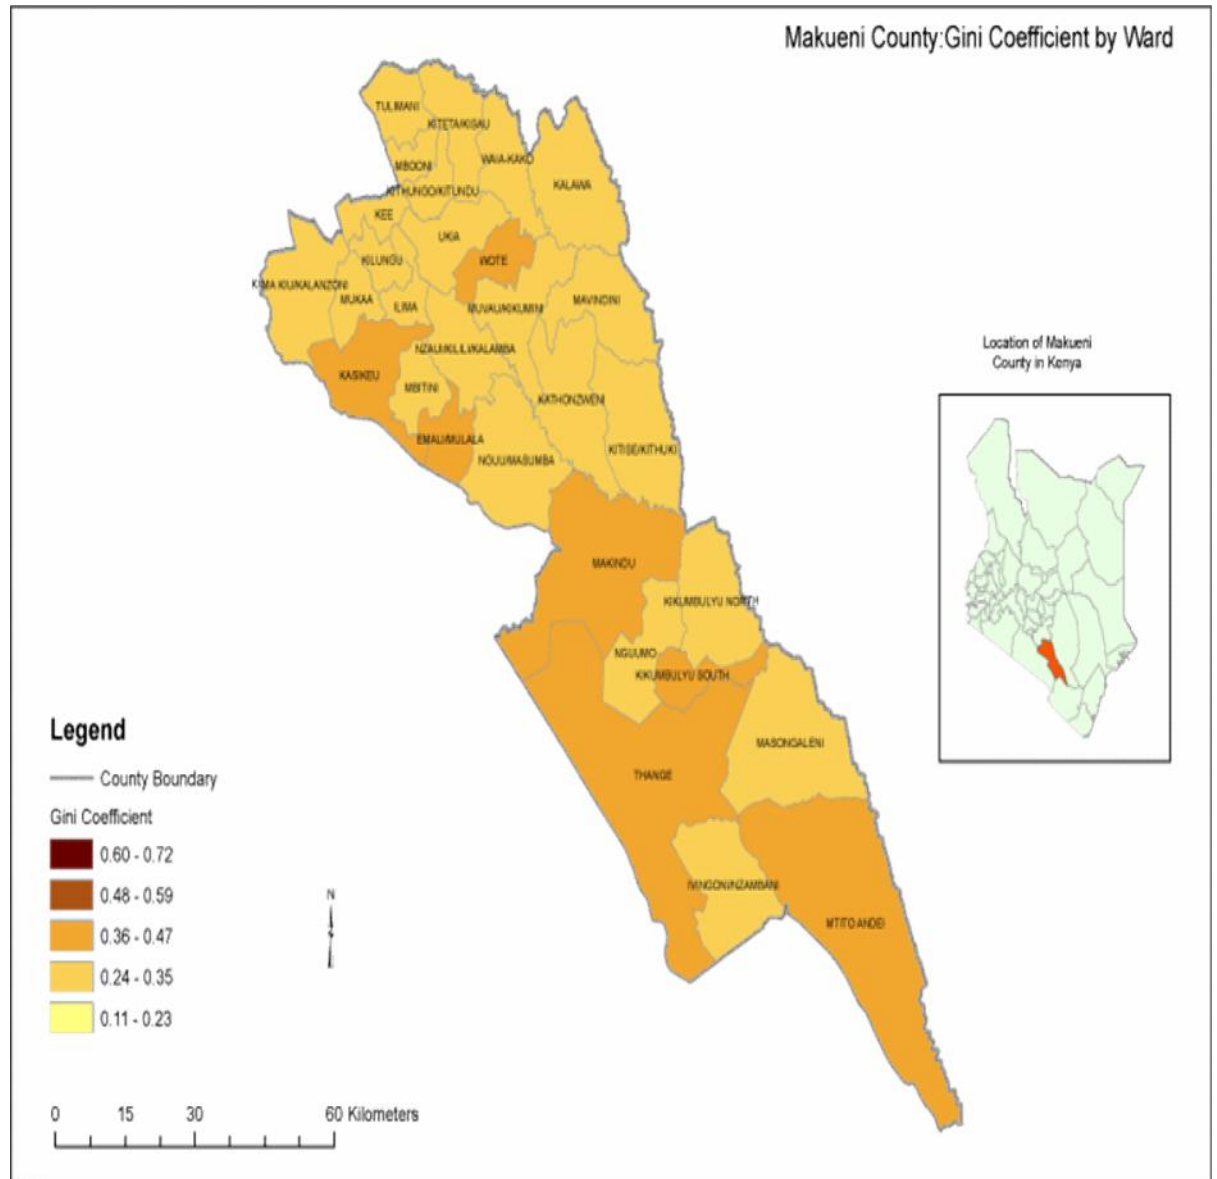 Makueni County:Gini Coefficient by Ward
TULIMANI
KITETA/KISAU
WAIA-KAKO
MBOONI
KALAWA
KITHUNGO/KITUNDU
KEE
UKIA
WOTE
KILUNGU
KIMA KIU/KALANZONI
MUKAA
ILIMA
MUVAU/KIKUMINI
MAVINDINI
NZAUI/KILILI/KALAMBA
KASIKEU
MBITINI
KATHONZWENI
EMALI/MULALA
NGUU/MASUMBA
KITISE/KITHUKI
MAKINDU
KIKUMBULYU NORTH
NGUUMO
KIKUMBULYU SOUTH
MASONGALENI
THANGE
IVINGONI/NZAMBANI
MTITO ANDEI
Location of Makueni
County in Kenya
Legend
County Boundary
Gini Coefficient
0.60 - 0.72
0.48 - 0.59
0.36 - 0.47
0.24 - 0.35
0.11 - 0.23
N
0 15 30 60 Kilometers